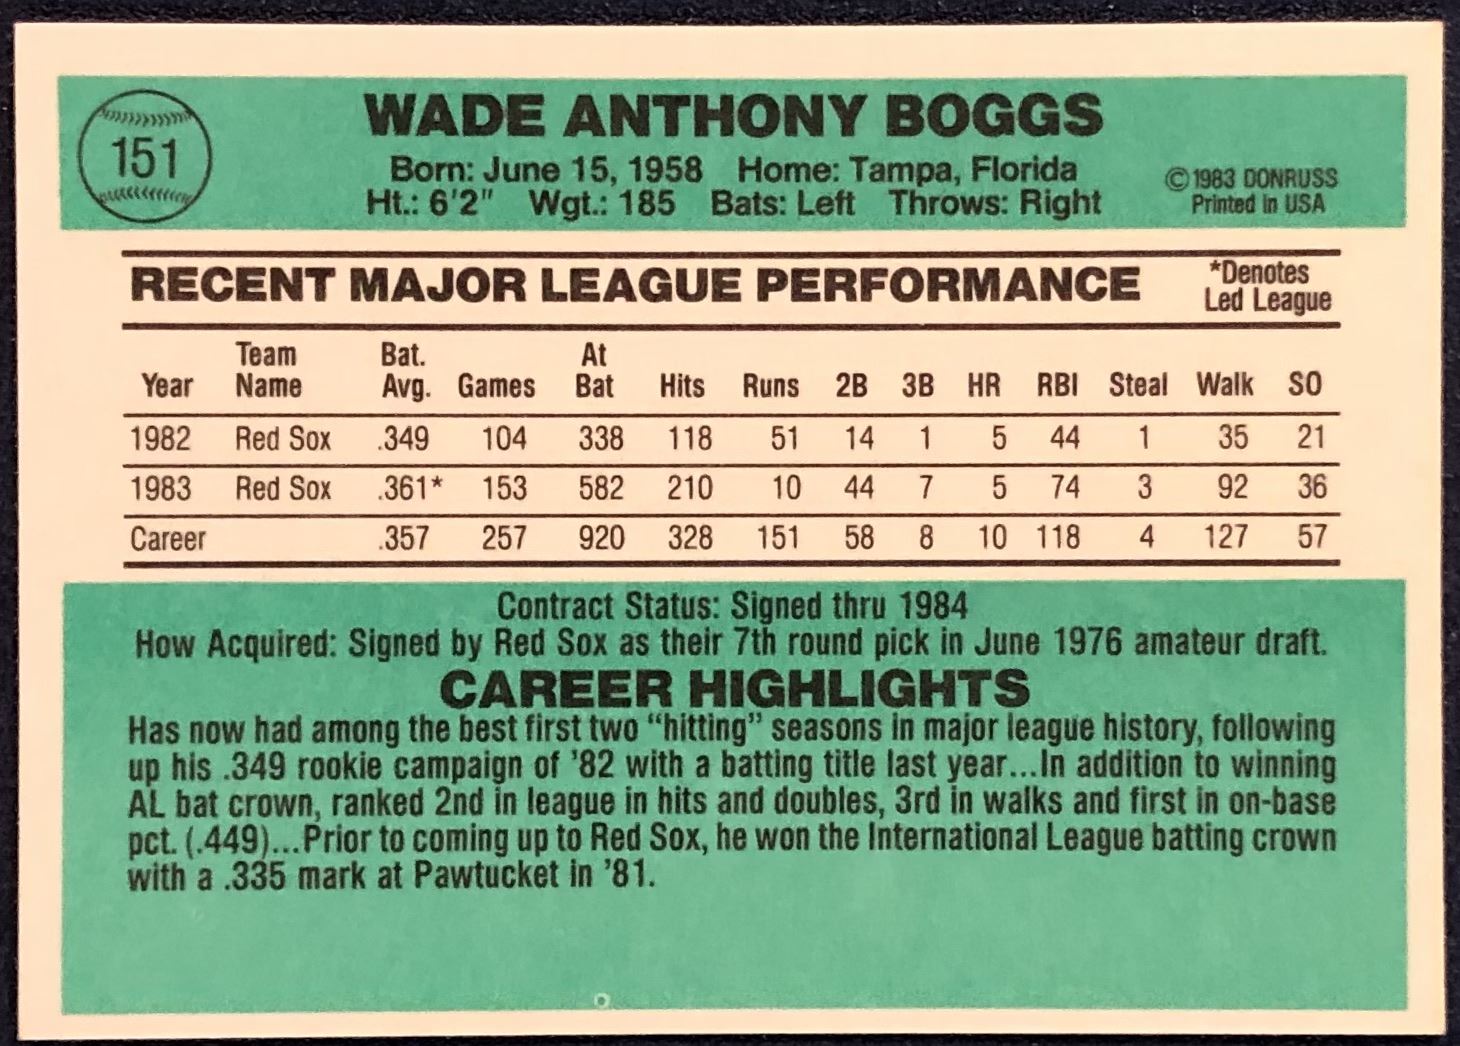 151
WADE ANTHONY BOGGS
Born: June 15, 1958 Home: Tampa, Florida
Ht.: 6'2" Wgt.: 185 Bats: Left Throws: Right
©1983 DONRUSS
Printed in USA
RECENT MAJOR LEAGUE PERFORMANCE
*Denotes
Led League
Year Team Name Bat. Avg. Games At Bat Hits Runs 2B 3B HR RBI Steal Walk SO
1982 Red Sox .349 104 338 118 51 14 1 5 44 1 35 21
1983 Red Sox .361* 153 582 210 10 44 7 5 74 3 92 36
Career .357 257 920 328 151 58 8 10 118 4 127 57
Contract Status: Signed thru 1984
How Acquired: Signed by Red Sox as their 7th round pick in June 1976 amateur draft.
CAREER HIGHLIGHTS
Has now had among the best first two "hitting" seasons in major league history, following
up his .349 rookie campaign of '82 with a batting title last year...In addition to winning
AL bat crown, ranked 2nd in league in hits and doubles, 3rd in walks and first in on-base
pct. (.449)...Prior to coming up to Red Sox, he won the International League batting crown
with a .335 mark at Pawtucket in '81.